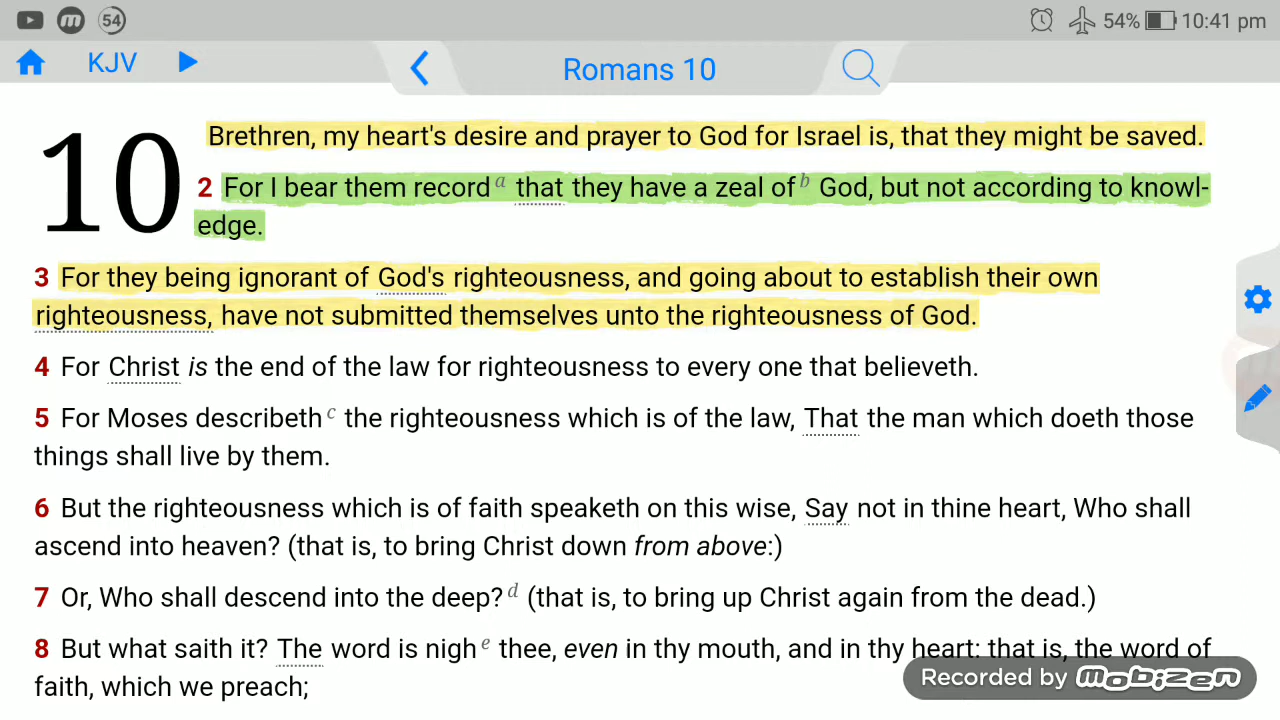 54 54% 10:41 pm
KJV Romans 10
10 Brethren, my heart's desire and prayer to God for Israel is, that they might be saved.
2 For I bear them record a that they have a zeal of b God, but not according to knowl-
edge.
3 For they being ignorant of God's righteousness, and going about to establish their own
righteousness, have not submitted themselves unto the righteousness of God.
4 For Christ is the end of the law for righteousness to every one that believeth.
5 For Moses describeth c the righteousness which is of the law, That the man which doeth those
things shall live by them.
6 But the righteousness which is of faith speaketh on this wise, Say not in thine heart, Who shall
ascend into heaven? (that is, to bring Christ down from above:)
7 Or, Who shall descend into the deep? d (that is, to bring up Christ again from the dead.)
8 But what saith it? The word is nigh e thee, even in thy mouth, and in thy heart: that is, the word of
faith, which we preach;
Recorded by mobizen